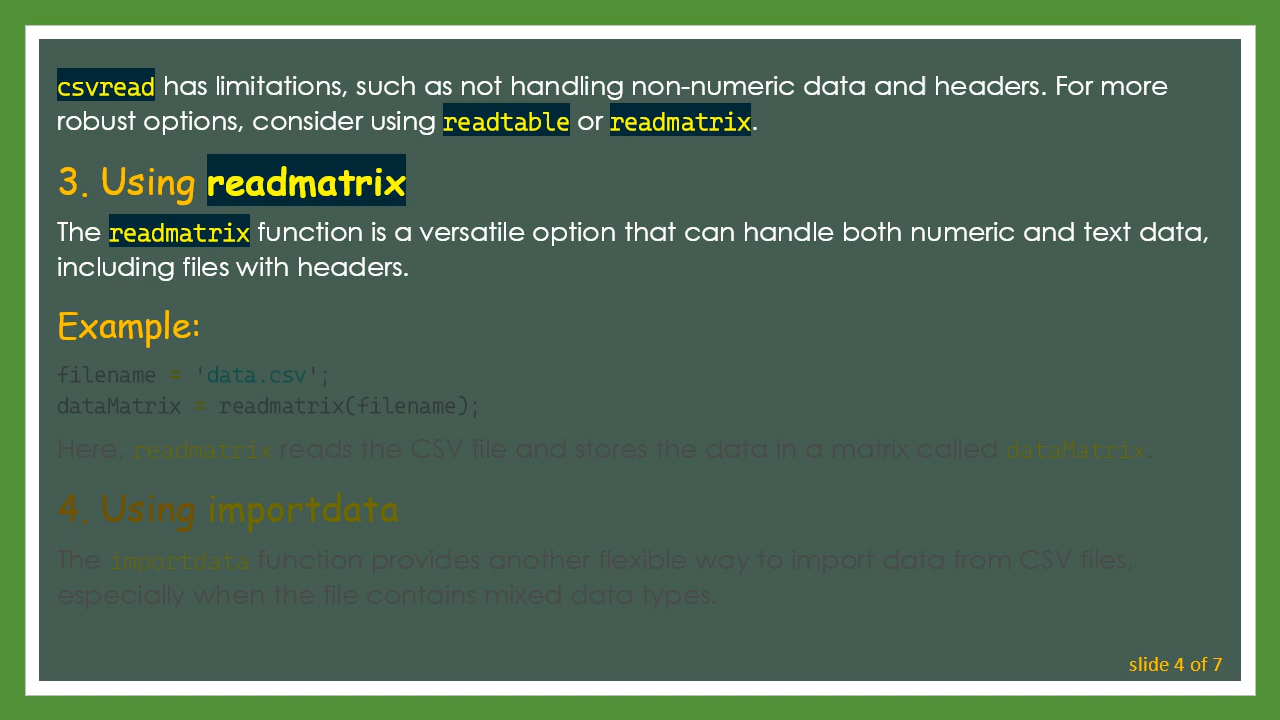 csvread has limitations, such as not handling non-numeric data and headers. For more
robust options, consider using readtable or readmatrix.
3. Using readmatrix
The readmatrix function is a versatile option that can handle both numeric and text data,
including files with headers.
Example:
filename = 'data.csv';
dataMatrix = readmatrix(filename);
Here, readmatrix reads the CSV file and stores the data in a matrix called dataMatrix.
4. Using importdata
The importdata function provides another flexible way to import data from CSV files,
especially when the file contains mixed data types.
slide 4 of 7